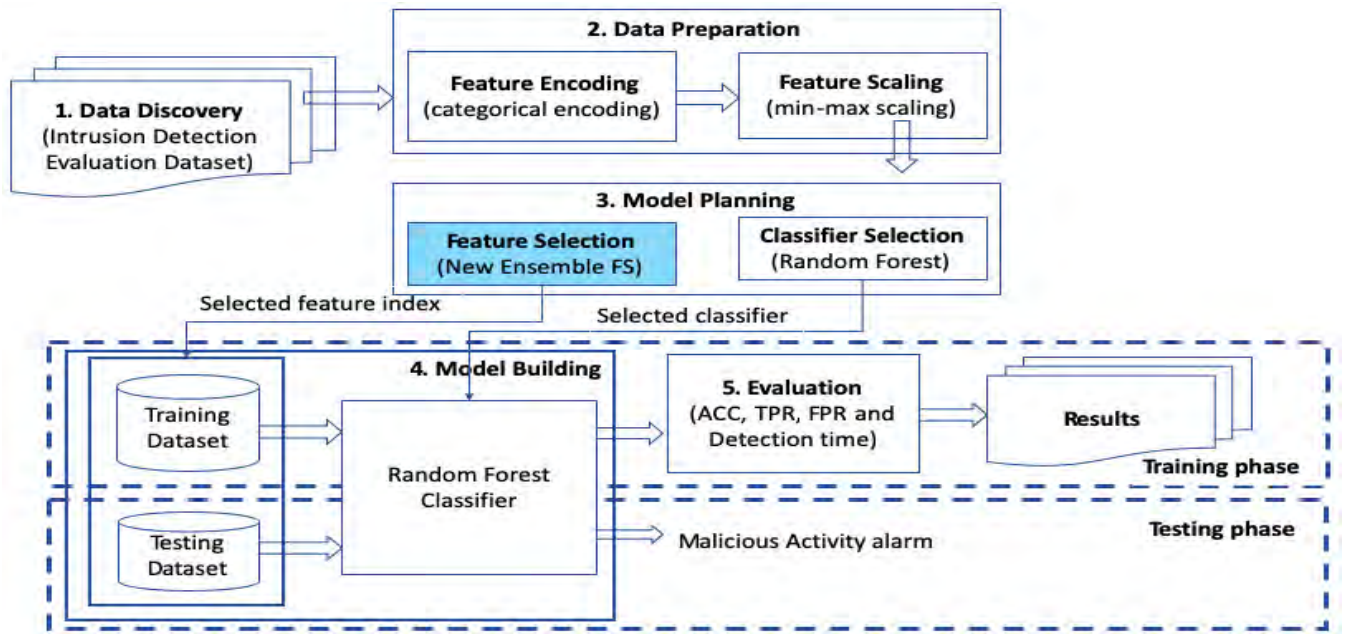 2. Data Preparation
1. Data Discovery
(Intrusion Detection
Evaluation Dataset)
Feature Encoding
(categorical encoding)
Feature Scaling
(min-max scaling)
3. Model Planning
Feature Selection
(New Ensemble FS)
Classifier Selection
(Random Forest)
Selected feature index
Selected classifier
4. Model Building
Training
Dataset
Random Forest
Classifier
5. Evaluation
(ACC, TPR, FPR and
Detection time)
Results
Training phase
Testing
Dataset
Malicious Activity alarm
Testing phase